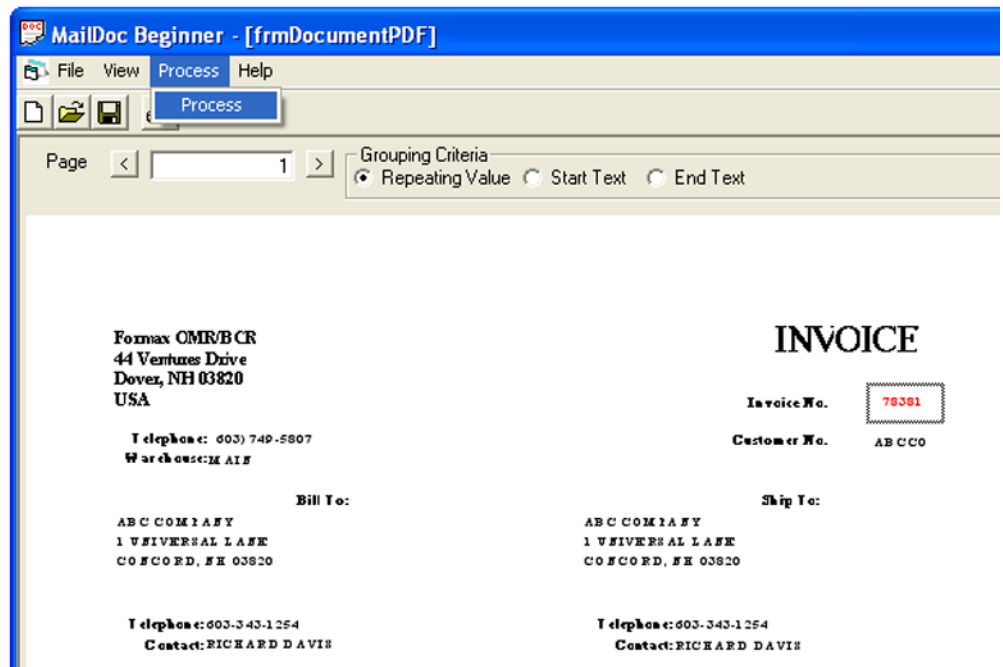 DOC
MailDoc Beginner - [frmDocumentPDF]
File View Process Help
Process
Page < 1 > Grouping Criteria
Repeating Value Start Text End Text
Formax OMR/BCR
44 Ventures Drive
Dover, NH 03820
USA
INVOICE
Invoice No. 78381
Customer No. ABCC0
Telephone: 603) 749-5807
Warehouse: MAIN
Bill To:
ABC COMPANY
1 UNIVERSAL LANE
CONCORD, NH 03820
Telephone: 603-343-1254
Contact: RICHARD DAVIS
Ship To:
ABC COMPANY
1 UNIVERSAL LANE
CONCORD, NH 03820
Telephone: 603-343-1254
Contact: RICHARD DAVIS